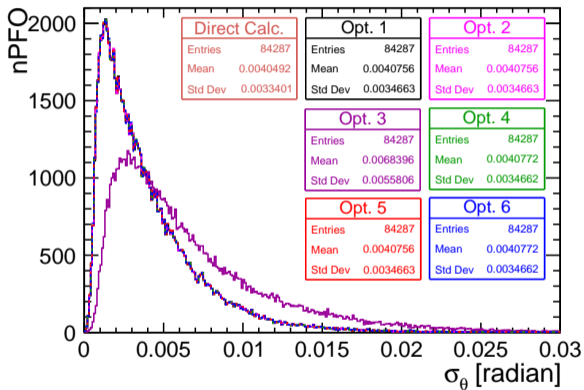 nPFO
2000
1500
1000
500
0
Direct Calc.
Entries 84287
Mean 0.0040492
Std Dev 0.0033401
Opt. 1
Entries 84287
Mean 0.0040756
Std Dev 0.0034663
Opt. 2
Entries 84287
Mean 0.0040756
Std Dev 0.0034663
Opt. 3
Entries 84287
Mean 0.0068396
Std Dev 0.0055806
Opt. 4
Entries 84287
Mean 0.0040772
Std Dev 0.0034662
Opt. 5
Entries 84287
Mean 0.0040756
Std Dev 0.0034663
Opt. 6
Entries 84287
Mean 0.0040772
Std Dev 0.0034662
0 0.005 0.01 0.015 0.02 0.025 0.03
σθ [radian]